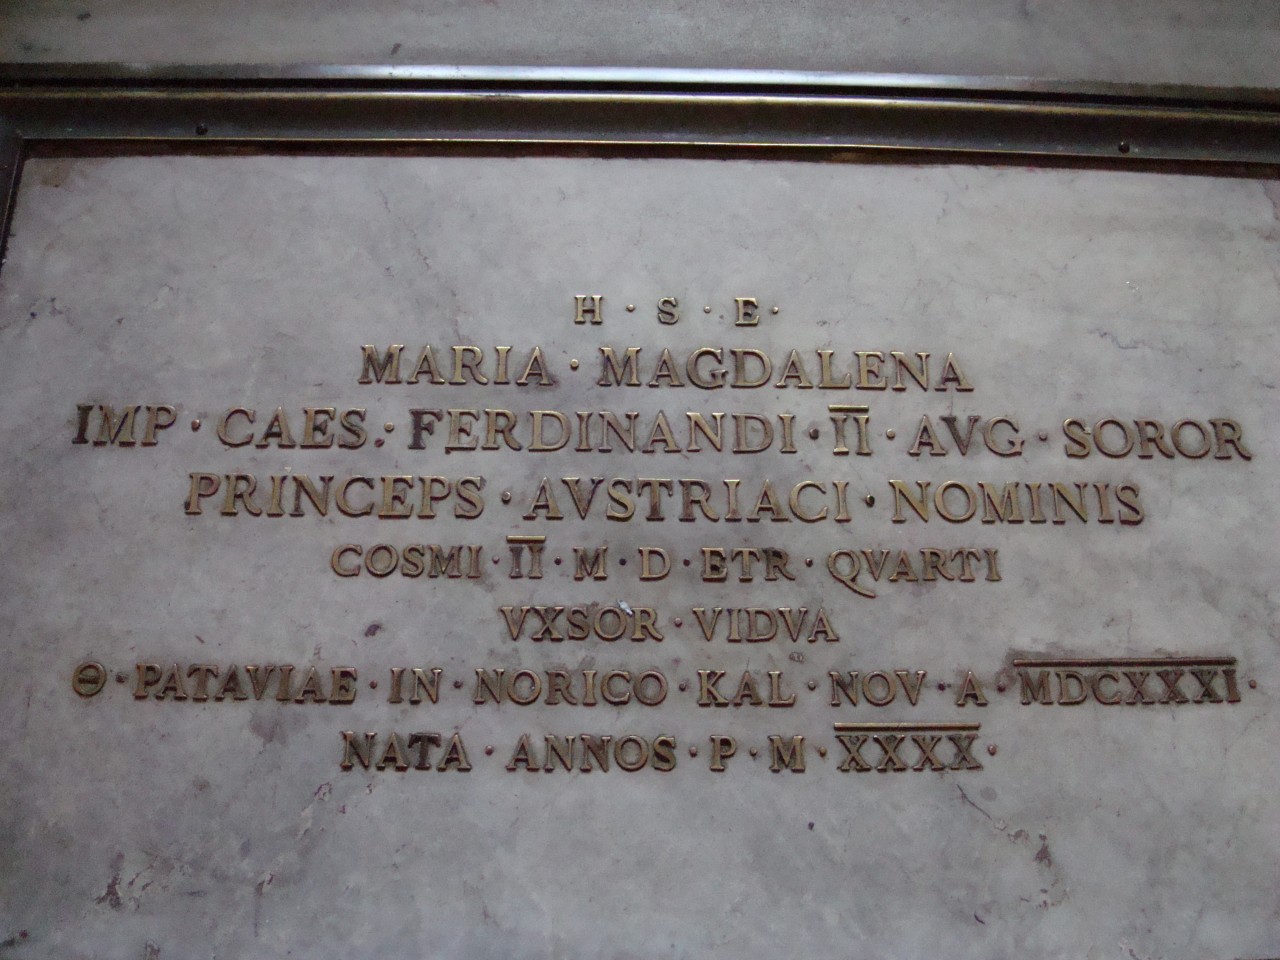 H · S · E ·
MARIA · MAGDALENA
IMP · CAES · FERDINANDI · II · AVG · SOROR
PRINCEPS · AVSTRIACI · NOMINIS
COSMI · II · M · D · ETR · QVARTI
VXSOR · VIDVA
Θ · PATAVIAE · IN · NORICO · KAL · NOV · A · MDCXXXI ·
NATA · ANNOS · P · M · XXXX ·